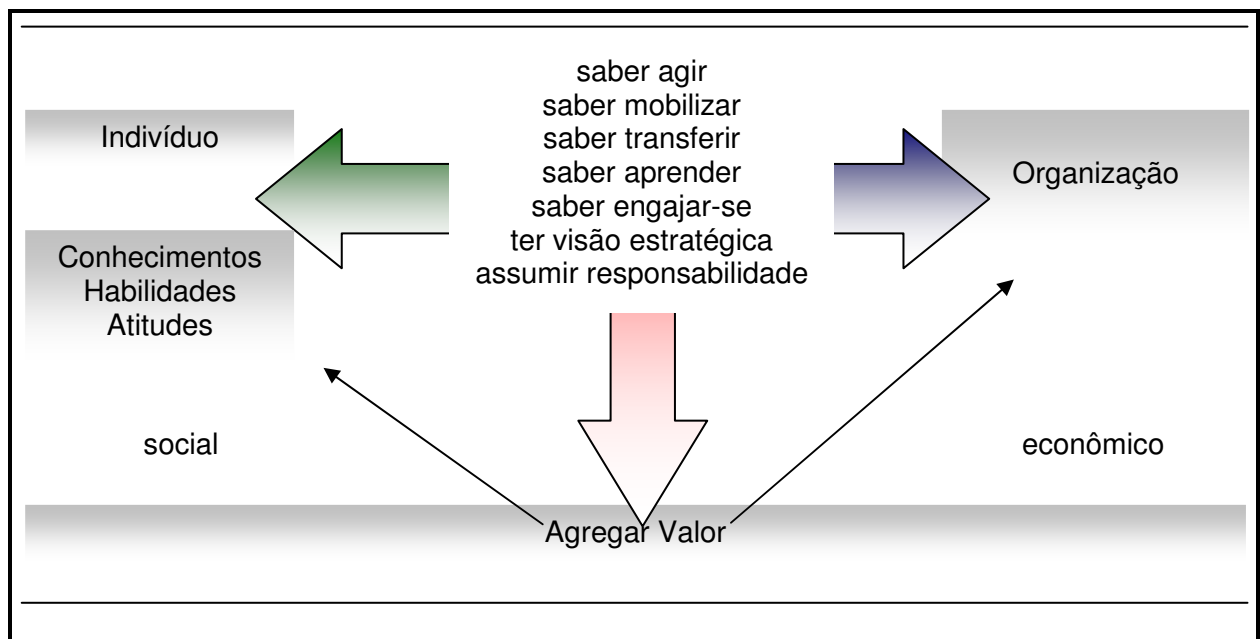 saber agir
saber mobilizar
saber transferir
saber aprender
saber engajar-se
ter visão estratégica
assumir responsabilidade
Indivíduo
Conhecimentos
Habilidades
Atitudes
social
Organização
econômico
Agregar Valor